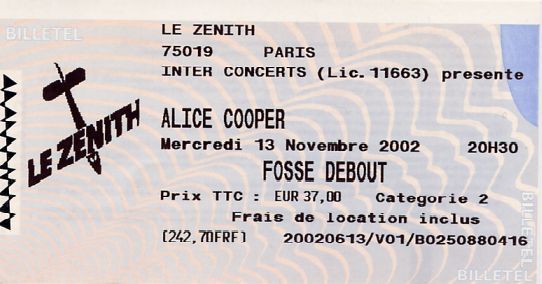 BILLETEL
LE ZENITH
75019 PARIS
INTER CONCERTS (Lic. 11663) presente
LE ZENITH
ALICE COOPER
Mercredi 13 Novembre 2002 20H30
FOSSE DEBOUT
Prix TTC : EUR 37,00 Categorie 2
Frais de location inclus
[242,70FRF] 20020613/V01/B0250880416
BILLETEL
BILLETEL